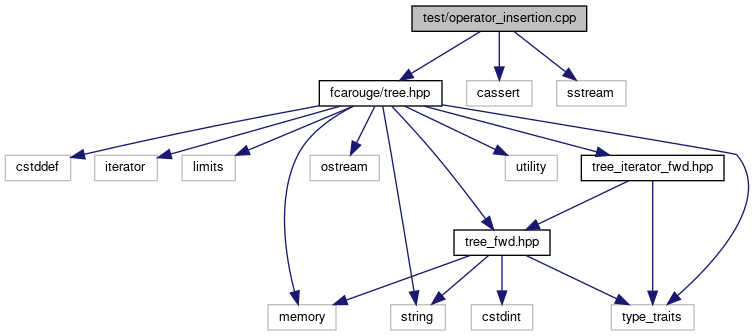 test/operator_insertion.cpp
fcarouge/tree.hpp
cassert
sstream
cstddef
iterator
limits
ostream
utility
tree_iterator_fwd.hpp
tree_fwd.hpp
memory
string
cstdint
type_traits